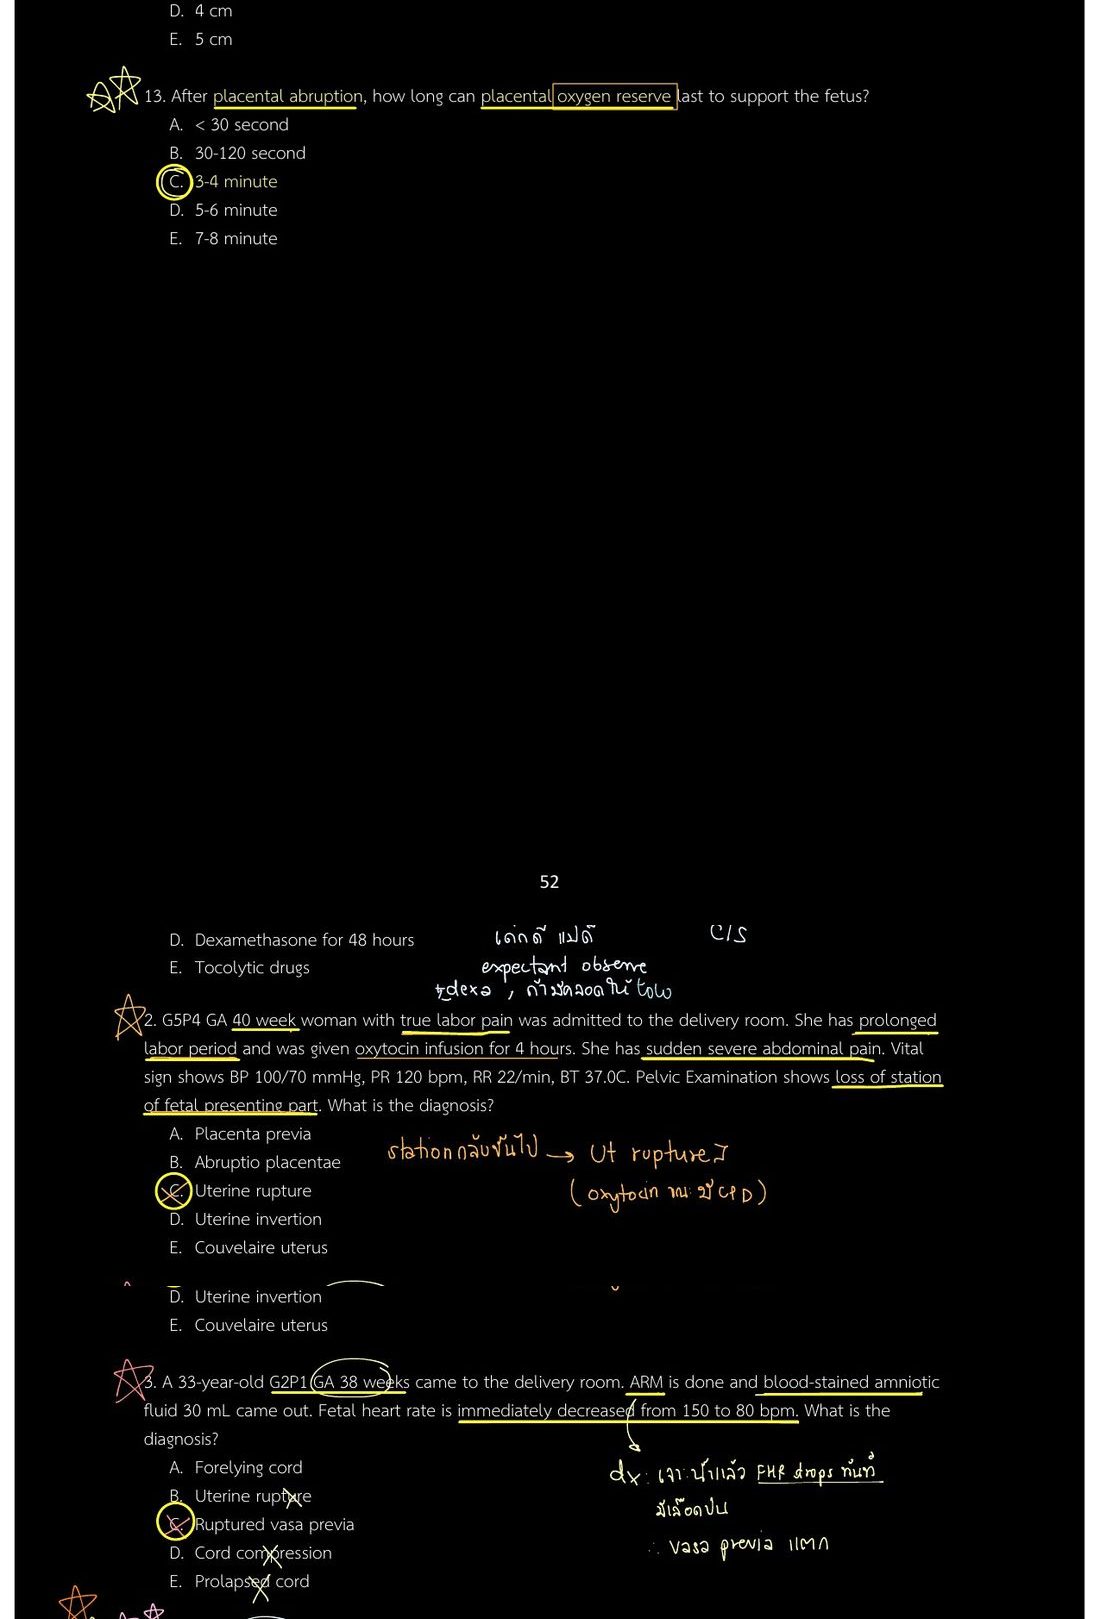 D. 4 cm
E. 5 cm
13. After placental abruption, how long can placental oxygen reserve last to support the fetus?
A. < 30 second
B. 30-120 second
C. 3-4 minute
D. 5-6 minute
E. 7-8 minute
52
D. Dexamethasone for 48 hours
เด็กดี แม่ดี
C/S
E. Tocolytic drugs
expectant observe
dexa , ถ้ามีคลอดให้ toco
2. G5P4 GA 40 week woman with true labor pain was admitted to the delivery room. She has prolonged
labor period and was given oxytocin infusion for 4 hours. She has sudden severe abdominal pain. Vital
sign shows BP 100/70 mmHg, PR 120 bpm, RR 22/min, BT 37.0C. Pelvic Examination shows loss of station
of fetal presenting part. What is the diagnosis?
A. Placenta previa
B. Abruptio placentae
station กลับขึ้นไป → Ut rupture
C. Uterine rupture
(oxytocin CPD)
D. Uterine invertion
E. Couvelaire uterus
D. Uterine invertion
E. Couvelaire uterus
3. A 33-year-old G2P1 GA 38 weeks came to the delivery room. ARM is done and blood-stained amniotic
fluid 30 mL came out. Fetal heart rate is immediately decreased from 150 to 80 bpm. What is the
diagnosis?
A. Forelying cord
dx: เจาะน้ำแล้ว FHR drops ทันที
B. Uterine rupture
มีเลือดปน
C. Ruptured vasa previa
∴ vasa previa แตก
D. Cord compression
E. Prolapsed cord